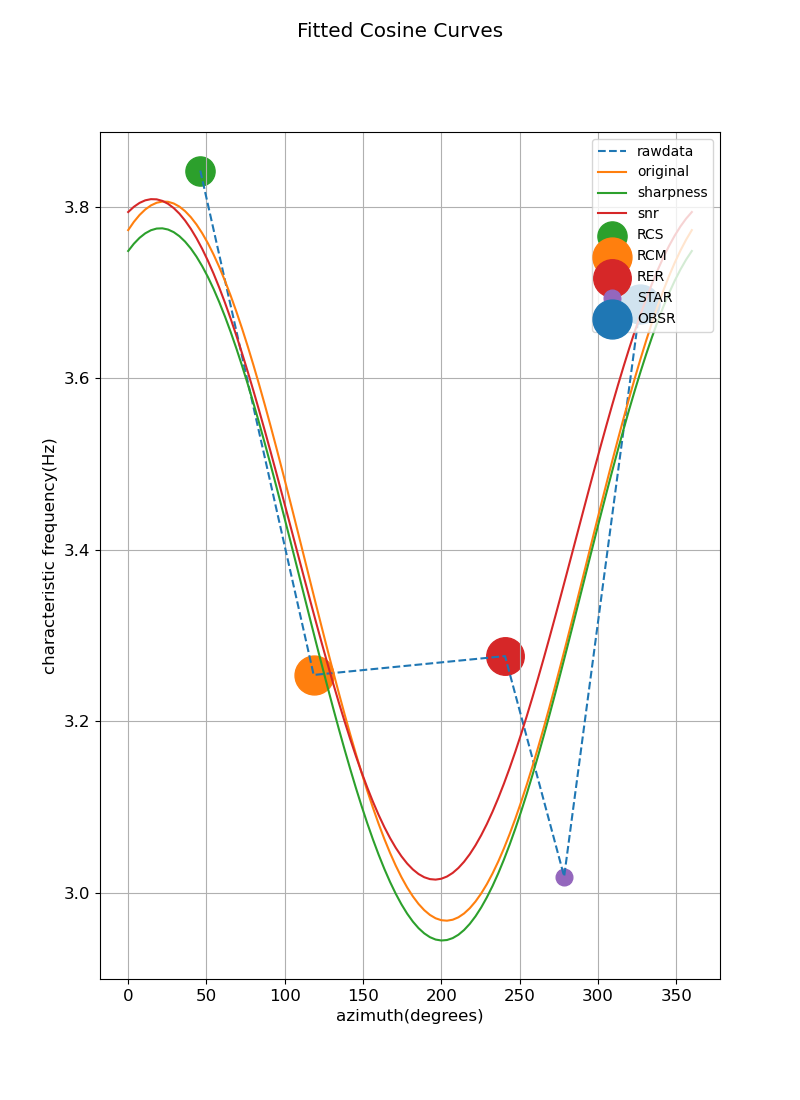 Fitted Cosine Curves
rawdata
original
sharpness
snr
RCS
RCM
RER
STAR
OBSR
characteristic frequency(Hz)
3.8
3.6
3.4
3.2
3.0
0 50 100 150 200 250 300 350
azimuth(degrees)